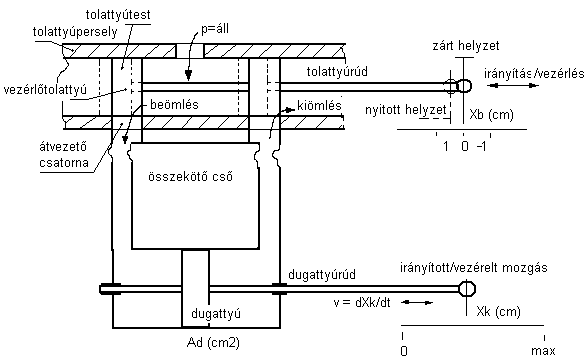 tolattyútest
tolattyúpersely
p=áll
zárt helyzet
tolattyúrúd
irányítás/vezérlés
vezérlőtolattyú
beömlés
kiömlés
nyitott helyzet
Xb (cm)
átvezető
csatorna
1 0 -1
összekötő cső
dugattyúrúd
irányított/vezérelt mozgás
v = dXk/dt
dugattyú
Xk (cm)
Ad (cm2)
0 max